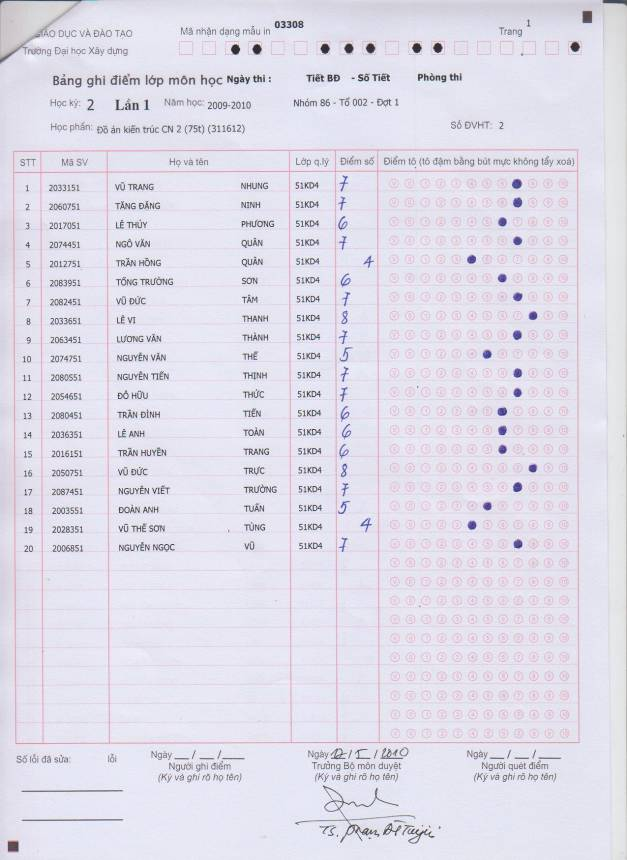 GIÁO DỤC VÀ ĐÀO TẠO
Trường Đại học Xây dựng
Mã nhận dạng mẫu in 03308
Trang 1
Bảng ghi điểm lớp môn học Ngày thi : Tiết BĐ - Số Tiết Phòng thi
Học kỳ: 2 Lần 1 Năm học: 2009-2010 Nhóm 86 - Tổ 002 - Đợt 1
Học phần: Đồ án kiến trúc CN 2 (75t) (311612) Số ĐVHT: 2
STT Mã SV Họ và tên Lớp q.lý Điểm số Điểm tô (tô đậm bằng bút mực không tẩy xoá)
1 2033151 VŨ TRANG NHUNG 51KD4 7
2 2060751 TĂNG ĐĂNG NINH 51KD4 7
3 2017051 LÊ THÚY PHƯƠNG 51KD4 6
4 2074451 NGÔ VĂN QUÂN 51KD4 7
5 2012751 TRẦN HỒNG QUÂN 51KD4 4
6 2083951 TỐNG TRƯỜNG SƠN 51KD4 6
7 2082451 VŨ ĐỨC TÂM 51KD4 7
8 2033651 LÊ VI THANH 51KD4 8
9 2063451 LƯƠNG VĂN THÀNH 51KD4 7
10 2074751 NGUYỄN VĂN THẾ 51KD4 5
11 2080551 NGUYỄN TIẾN THỊNH 51KD4 7
12 2054651 ĐỖ HỮU THỨC 51KD4 7
13 2080451 TRẦN ĐÌNH TIẾN 51KD4 6
14 2036351 LÊ ANH TOÀN 51KD4 6
15 2016151 TRẦN HUYỀN TRANG 51KD4 6
16 2050751 VŨ ĐỨC TRỰC 51KD4 8
17 2087451 NGUYỄN VIẾT TRƯỜNG 51KD4 7
18 2003551 ĐOÀN ANH TUẤN 51KD4 5
19 2028351 VŨ THẾ SƠN TÙNG 51KD4 4
20 2006851 NGUYỄN NGỌC VŨ 51KD4 7
Số lỗi đã sửa: lỗi
Ngày __ / __ / ___ Ngày 12 / 5 / 2010 Ngày __ / __ / ___
Người ghi điểm Trưởng Bộ môn duyệt Người quét điểm
(Ký và ghi rõ họ tên) (Ký và ghi rõ họ tên) (Ký và ghi rõ họ tên)
TS. Phạm